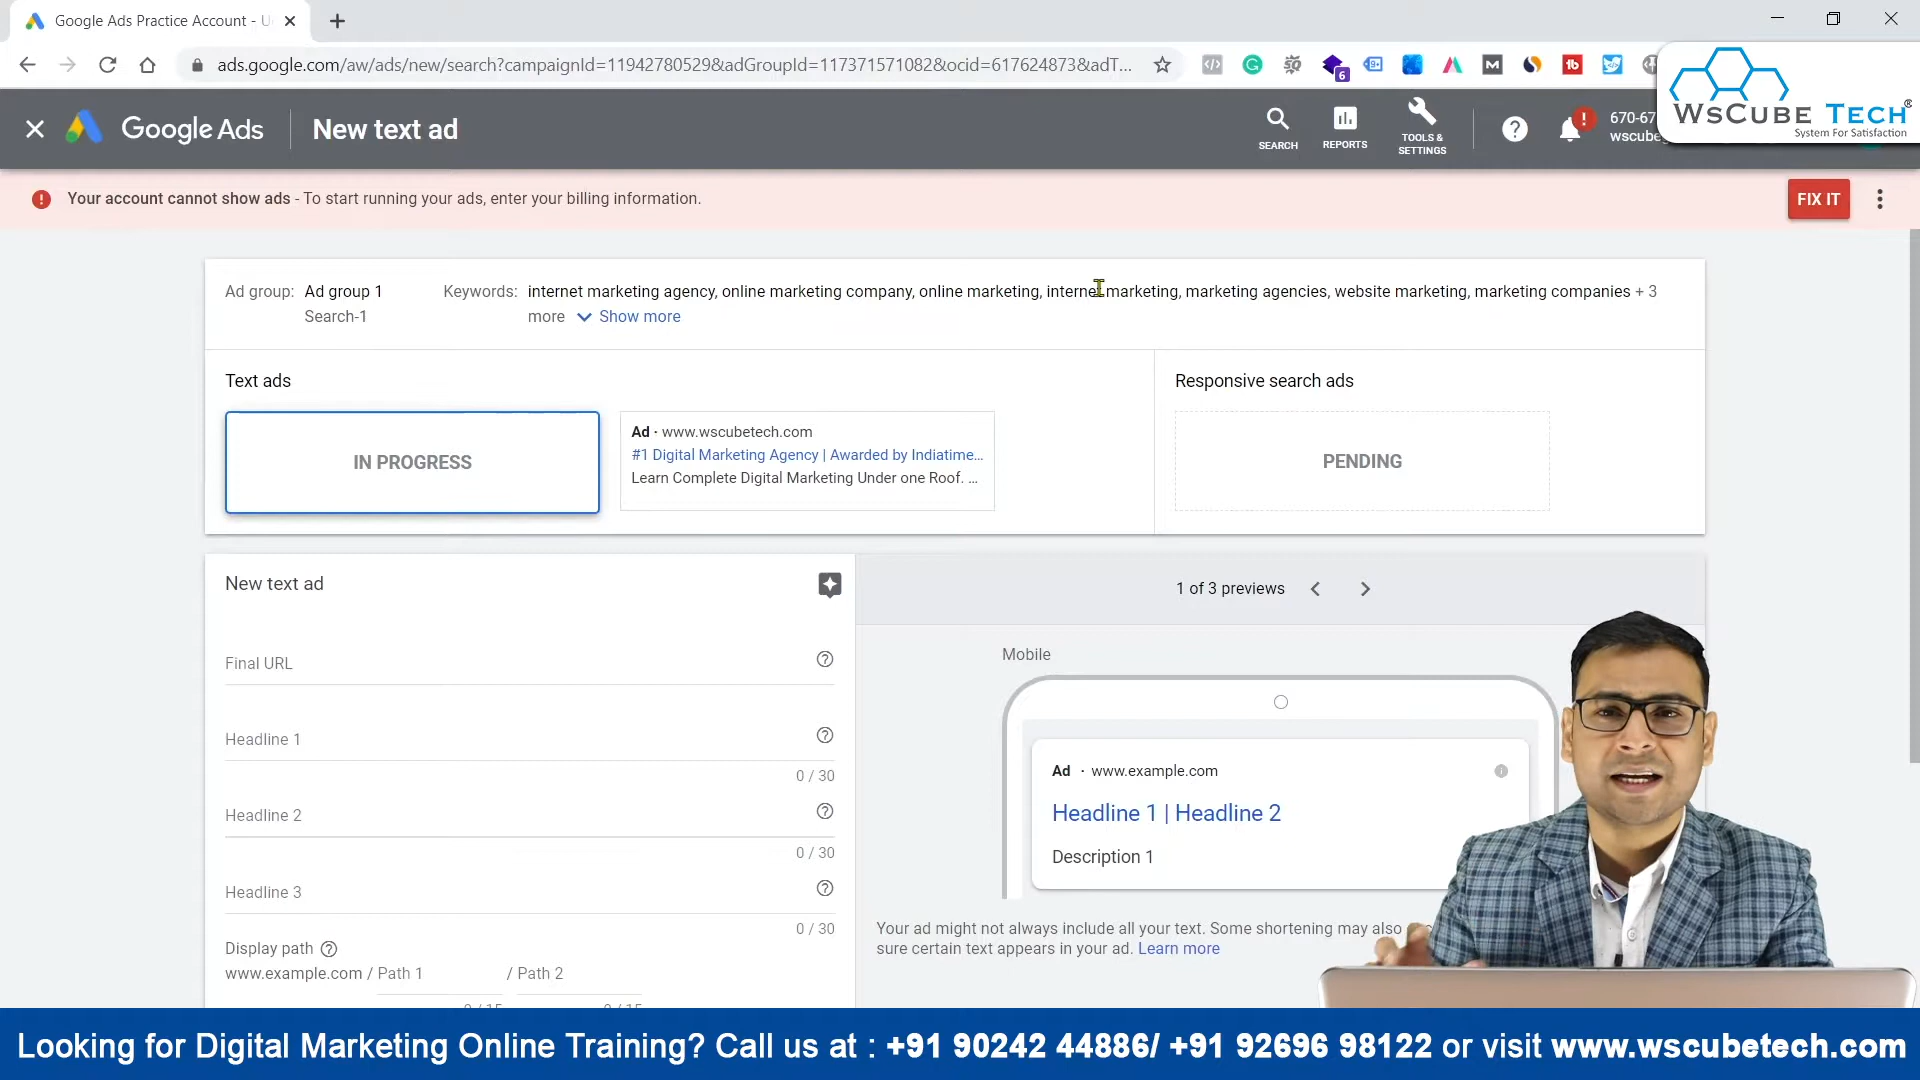 Google Ads Practice Account - U
ads.google.com/aw/ads/new/search?campaignId=11942780529&adGroupId=117371571082&ocid=617624873&adT...
Google Ads
New text ad
SEARCH
REPORTS
TOOLS &
SETTINGS
670-67
wscube
WsCube Tech®
System For Satisfaction
Your account cannot show ads - To start running your ads, enter your billing information.
FIX IT
Ad group: Ad group 1
Search-1
Keywords: internet marketing agency, online marketing company, online marketing, internet marketing, marketing agencies, website marketing, marketing companies + 3
more Show more
Text ads
Responsive search ads
IN PROGRESS
Ad · www.wscubetech.com
#1 Digital Marketing Agency | Awarded by Indiatime...
Learn Complete Digital Marketing Under one Roof. ...
PENDING
New text ad
1 of 3 previews
Final URL
Headline 1
0 / 30
Headline 2
0 / 30
Headline 3
0 / 30
Display path
www.example.com / Path 1 / Path 2
0 / 15 0 / 15
Mobile
Ad · www.example.com
Headline 1 | Headline 2
Description 1
Your ad might not always include all your text. Some shortening may also
sure certain text appears in your ad. Learn more
Looking for Digital Marketing Online Training? Call us at : +91 90242 44886/ +91 92696 98122 or visit www.wscubetech.com